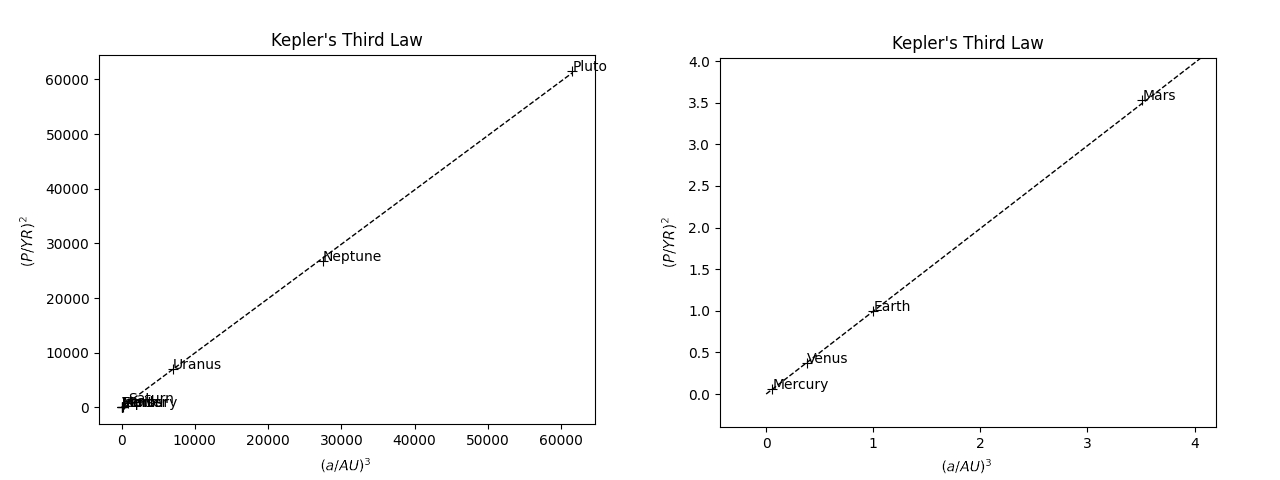 Kepler's Third Law
60000
50000
40000
30000
20000
10000
0
(P/YR)²
Pluto
Neptune
Uranus
Saturn
0 10000 20000 30000 40000 50000 60000
(a/AU)³
Kepler's Third Law
4.0
3.5
3.0
2.5
2.0
1.5
1.0
0.5
0.0
(P/YR)²
Mars
Earth
Venus
Mercury
0 1 2 3 4
(a/AU)³